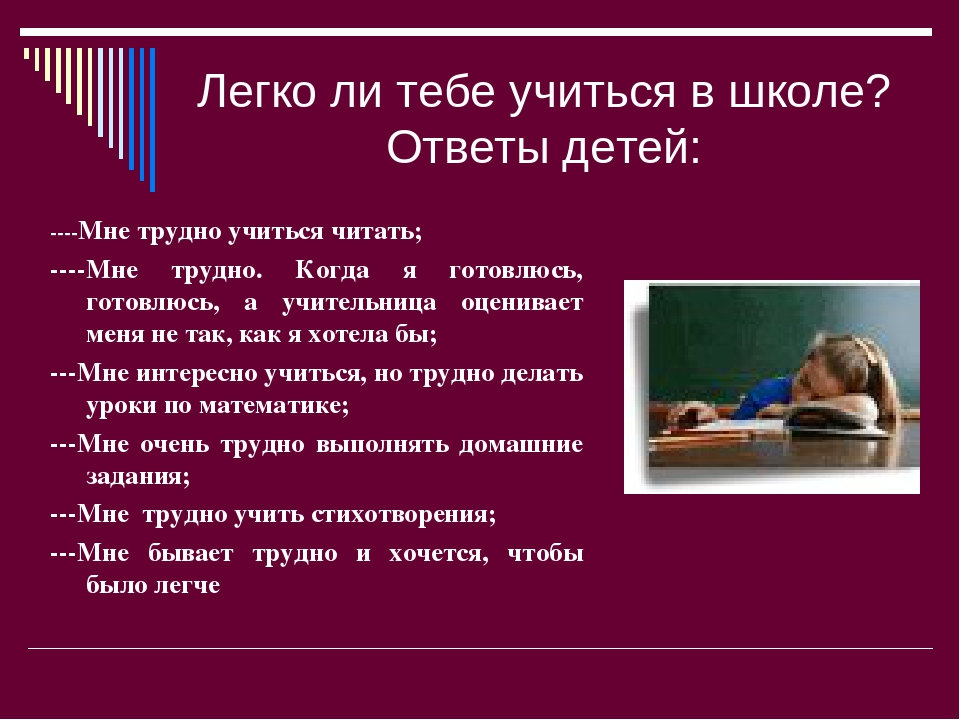 Легко ли тебе учиться в школе?
Ответы детей:
----Мне трудно учиться читать;
----Мне трудно. Когда я готовлюсь,
готовлюсь, а учительница оценивает
меня не так, как я хотела бы;
---Мне интересно учиться, но трудно делать
уроки по математике;
---Мне очень трудно выполнять домашние
задания;
---Мне  трудно учить стихотворения;
---Мне бывает трудно и хочется, чтобы
было легче